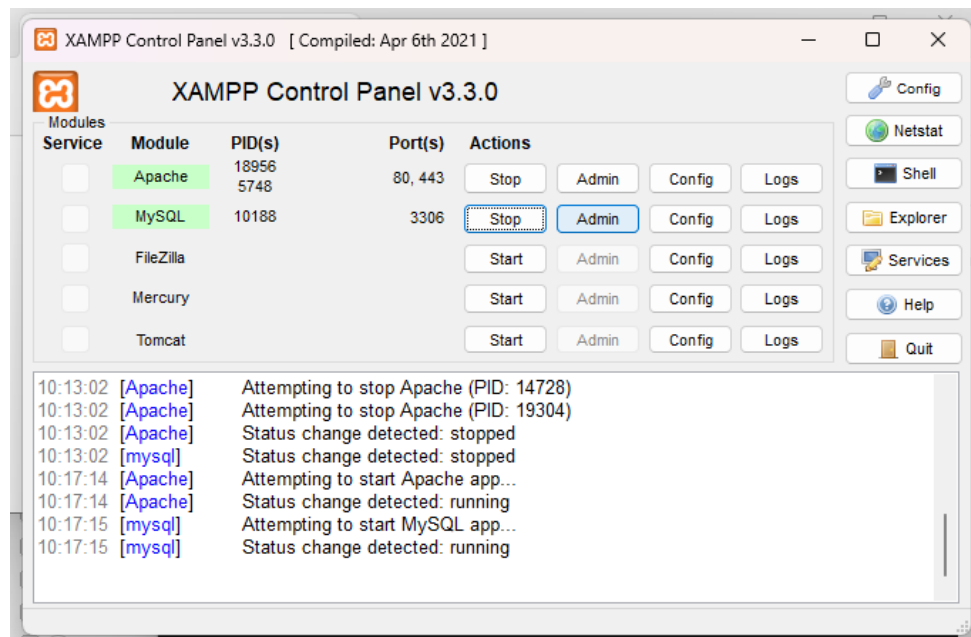 XAMPP Control Panel v3.3.0 [ Compiled: Apr 6th 2021 ]
XAMPP Control Panel v3.3.0
Config
Modules
Service Module PID(s) Port(s) Actions
Netstat
Apache 18956 5748 80, 443 Stop Admin Config Logs
Shell
MySQL 10188 3306 Stop Admin Config Logs
Explorer
FileZilla Start Admin Config Logs
Services
Mercury Start Admin Config Logs
Help
Tomcat Start Admin Config Logs
Quit
10:13:02 [Apache] Attempting to stop Apache (PID: 14728)
10:13:02 [Apache] Attempting to stop Apache (PID: 19304)
10:13:02 [Apache] Status change detected: stopped
10:13:02 [mysql] Status change detected: stopped
10:17:14 [Apache] Attempting to start Apache app...
10:17:14 [Apache] Status change detected: running
10:17:15 [mysql] Attempting to start MySQL app...
10:17:15 [mysql] Status change detected: running